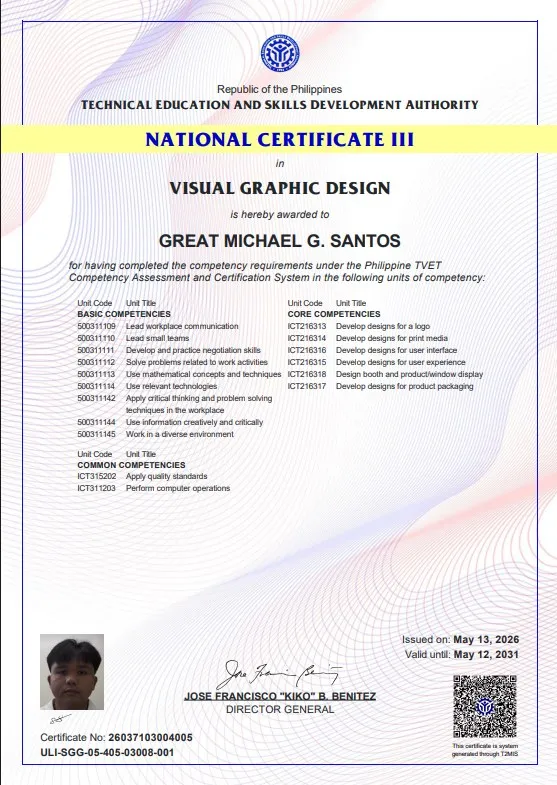 Republic of the Philippines
TECHNICAL EDUCATION AND SKILLS DEVELOPMENT AUTHORITY
NATIONAL CERTIFICATE III
in
VISUAL GRAPHIC DESIGN
is hereby awarded to
GREAT MICHAEL G. SANTOS
for having completed the competency requirements under the Philippine TVET
Competency Assessment and Certification System in the following units of competency:
Unit Code Unit Title
BASIC COMPETENCIES
500311109 Lead workplace communication
500311110 Lead small teams
500311111 Develop and practice negotiation skills
500311112 Solve problems related to work activities
500311113 Use mathematical concepts and techniques
500311114 Use relevant technologies
500311142 Apply critical thinking and problem solving
techniques in the workplace
500311144 Use information creatively and critically
500311145 Work in a diverse environment
Unit Code Unit Title
COMMON COMPETENCIES
ICT315202 Apply quality standards
ICT311203 Perform computer operations
Unit Code Unit Title
CORE COMPETENCIES
ICT216313 Develop designs for a logo
ICT216314 Develop designs for print media
ICT216316 Develop designs for user interface
ICT216315 Develop designs for user experience
ICT216318 Design booth and product/window display
ICT216317 Develop designs for product packaging
Issued on: May 13, 2026
Valid until: May 12, 2031
JOSE FRANCISCO "KIKO" B. BENITEZ
DIRECTOR GENERAL
Certificate No: 26037103004005
ULI-SGG-05-405-03008-001
This certificate is system
generated through T2MIS